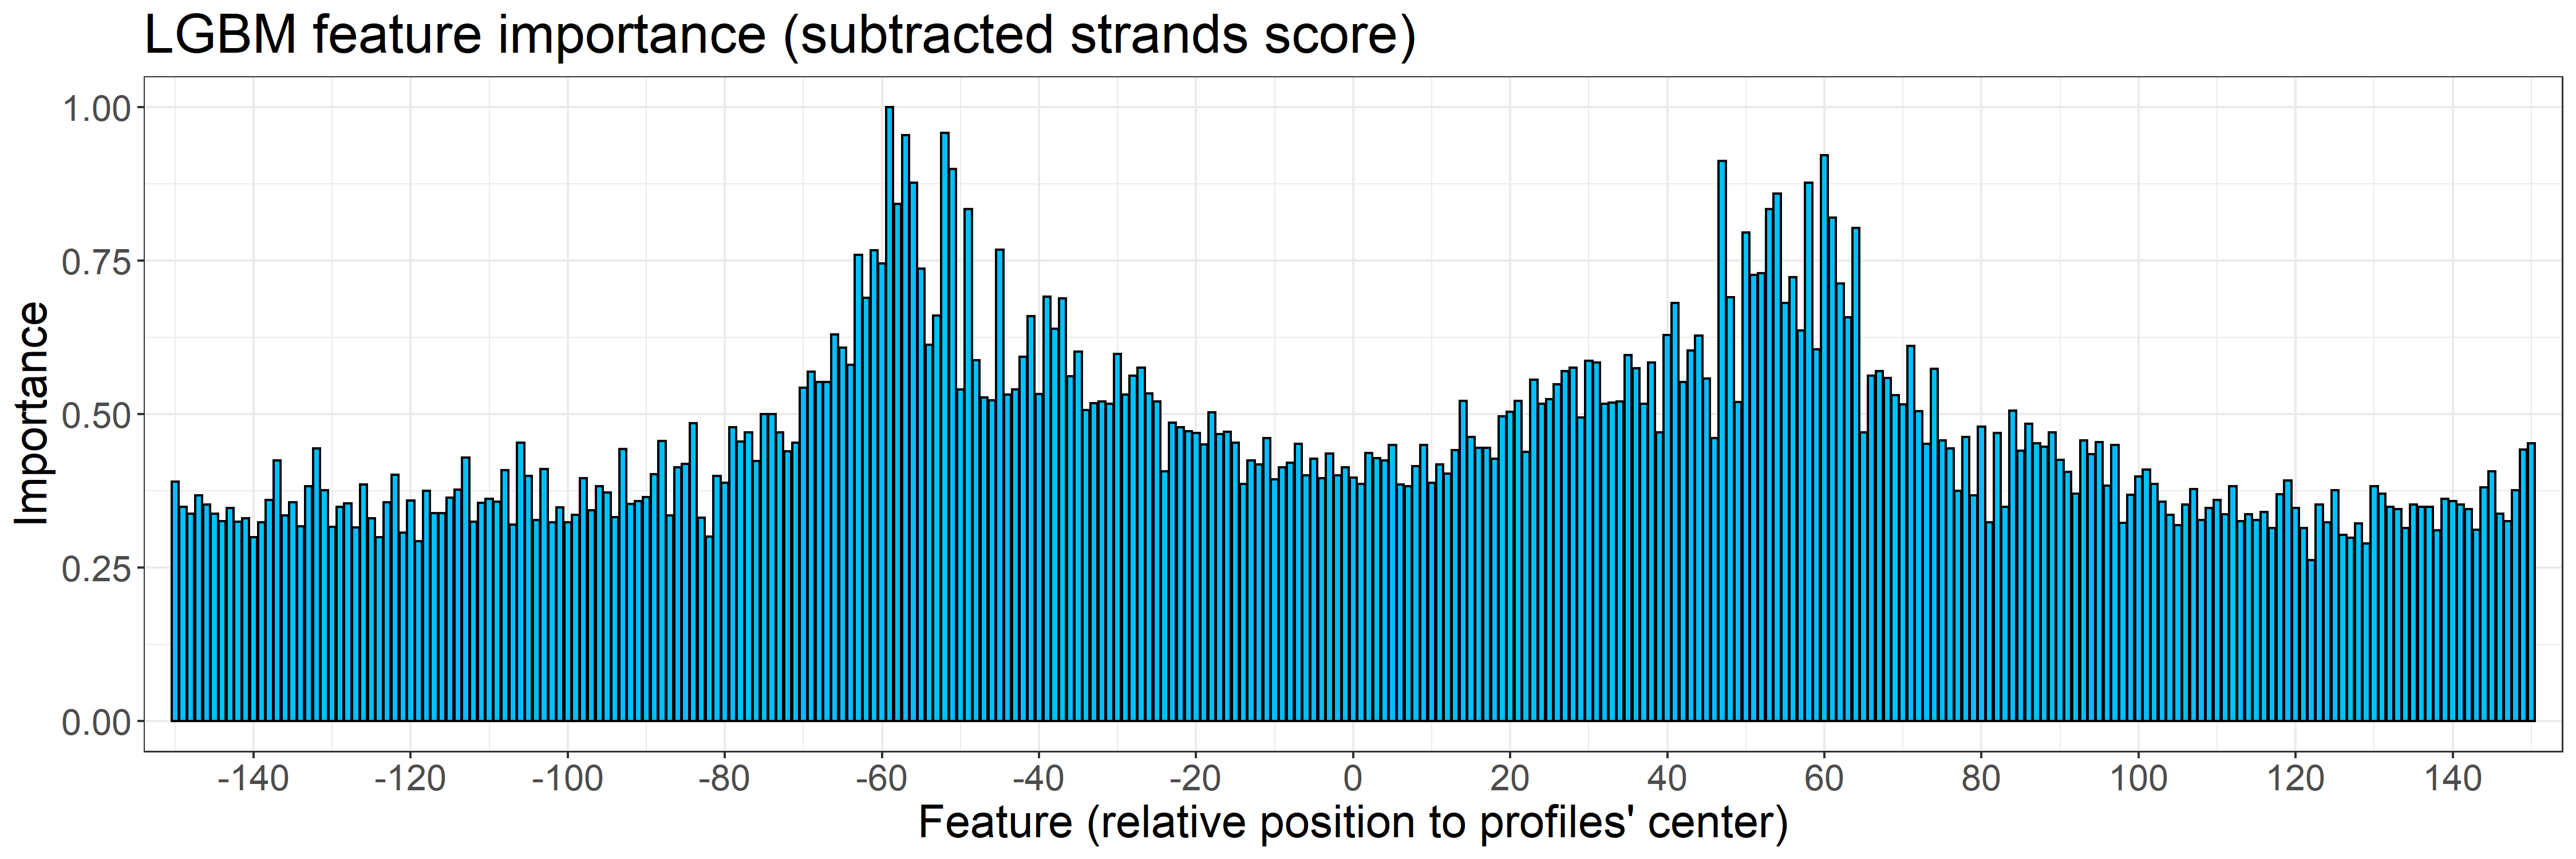 LGBM feature importance (subtracted strands score)
Importance
1.00
0.75
0.50
0.25
0.00
-140 -120 -100 -80 -60 -40 -20 0 20 40 60 80 100 120 140
Feature (relative position to profiles' center)